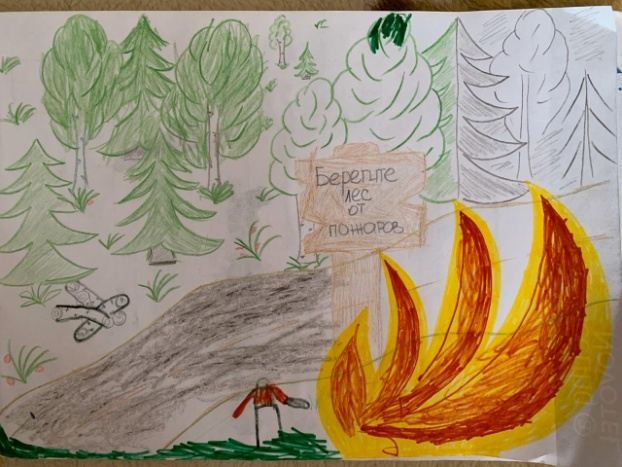 Берегите
лес
от
пожаров